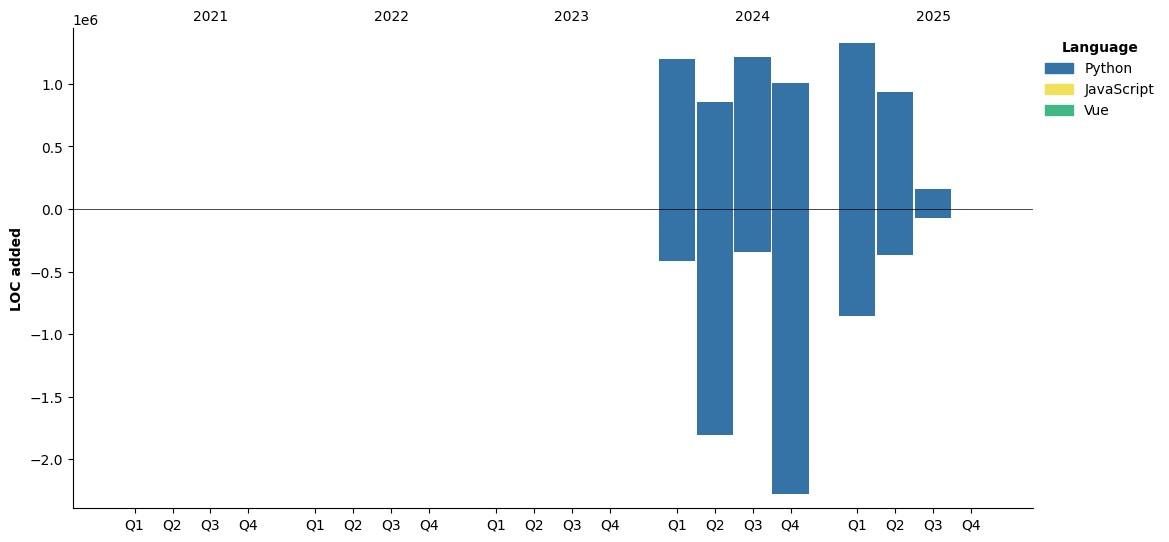 1e6
2021 2022 2023 2024 2025
Language
Python
JavaScript
Vue
1.0
0.5
0.0
−0.5
−1.0
−1.5
−2.0
LOC added
Q1 Q2 Q3 Q4 Q1 Q2 Q3 Q4 Q1 Q2 Q3 Q4 Q1 Q2 Q3 Q4 Q1 Q2 Q3 Q4